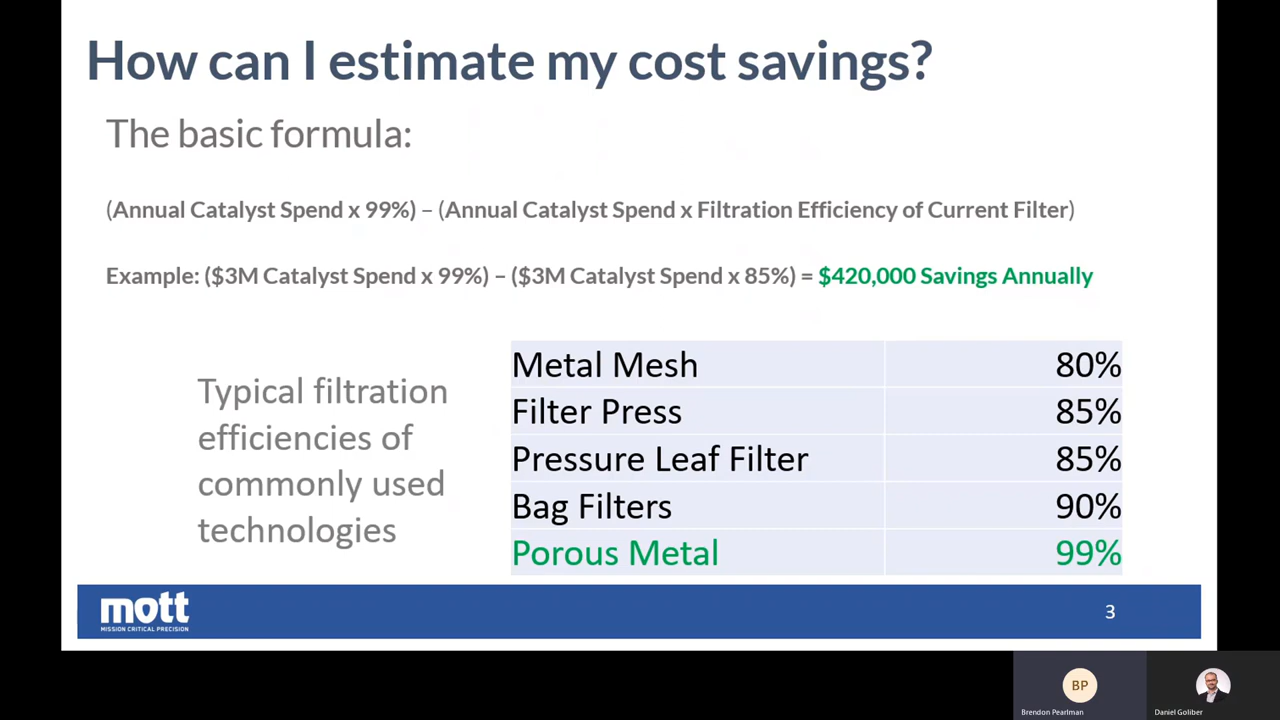 How can I estimate my cost savings?
The basic formula:
(Annual Catalyst Spend x 99%) – (Annual Catalyst Spend x Filtration Efficiency of Current Filter)
Example: ($3M Catalyst Spend x 99%) – ($3M Catalyst Spend x 85%) = $420,000 Savings Annually
Typical filtration
efficiencies of
commonly used
technologies
Metal Mesh 80%
Filter Press 85%
Pressure Leaf Filter 85%
Bag Filters 90%
Porous Metal 99%
mott
MISSION CRITICAL PRECISION
3
BP
Brendon Pearlman
Daniel Goliber